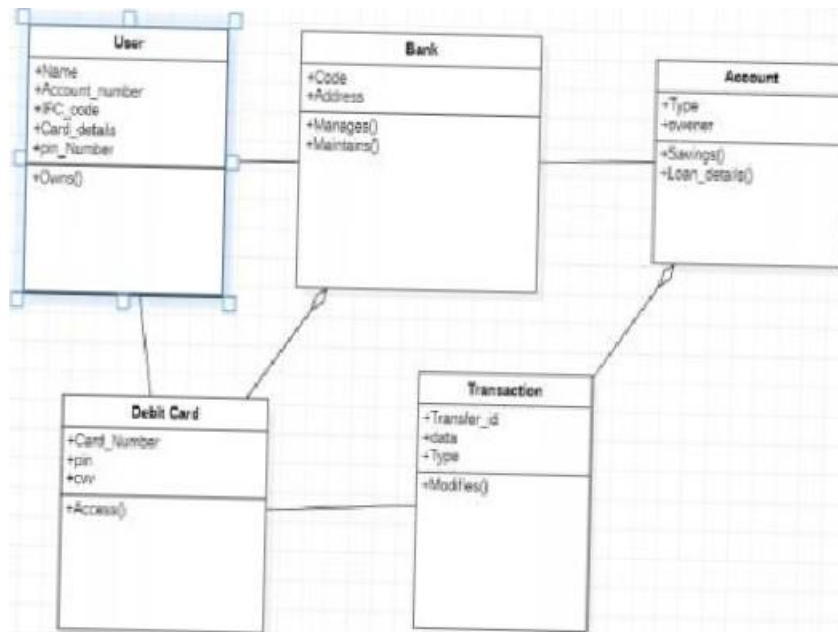 User
+Name
+Account_number
+IFC_code
+Card_details
+pin_Number
+Owns()
Bank
+Code
+Address
+Manages()
+Maintains()
Account
+Type
+owener
+Savings()
+Loan_details()
Debit Card
+Card_Number
+pin
+cvv
+Access()
Transaction
+Transfer_id
+data
+Type
+Modifies()